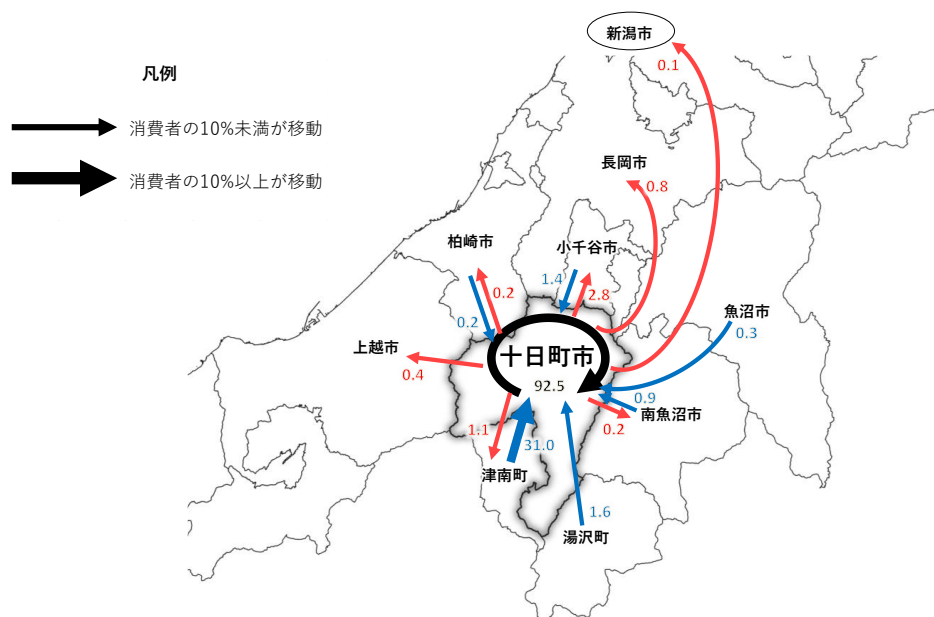 新潟市
0.1
凡例
消費者の10%未満が移動
消費者の10%以上が移動
長岡市
0.8
柏崎市
小千谷市
1.4
2.8
0.2
0.2
魚沼市
0.3
上越市
0.4
十日町市
92.5
0.9
南魚沼市
0.2
1.1
31.0
津南町
1.6
湯沢町